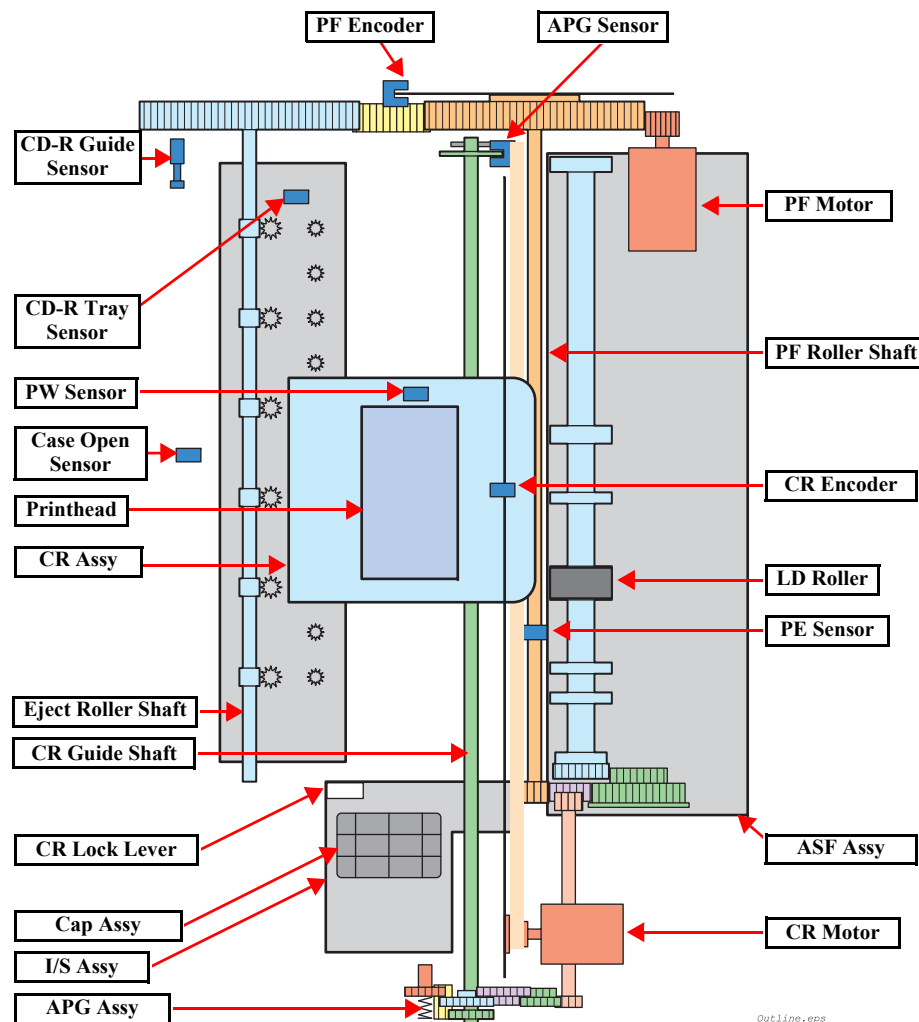 PF Encoder
APG Sensor
CD-R Guide
Sensor
PF Motor
CD-R Tray
Sensor
PF Roller Shaft
PW Sensor
Case Open
Sensor
CR Encoder
Printhead
CR Assy
LD Roller
PE Sensor
Eject Roller Shaft
CR Guide Shaft
CR Lock Lever
ASF Assy
Cap Assy
CR Motor
I/S Assy
APG Assy
Outline.eps